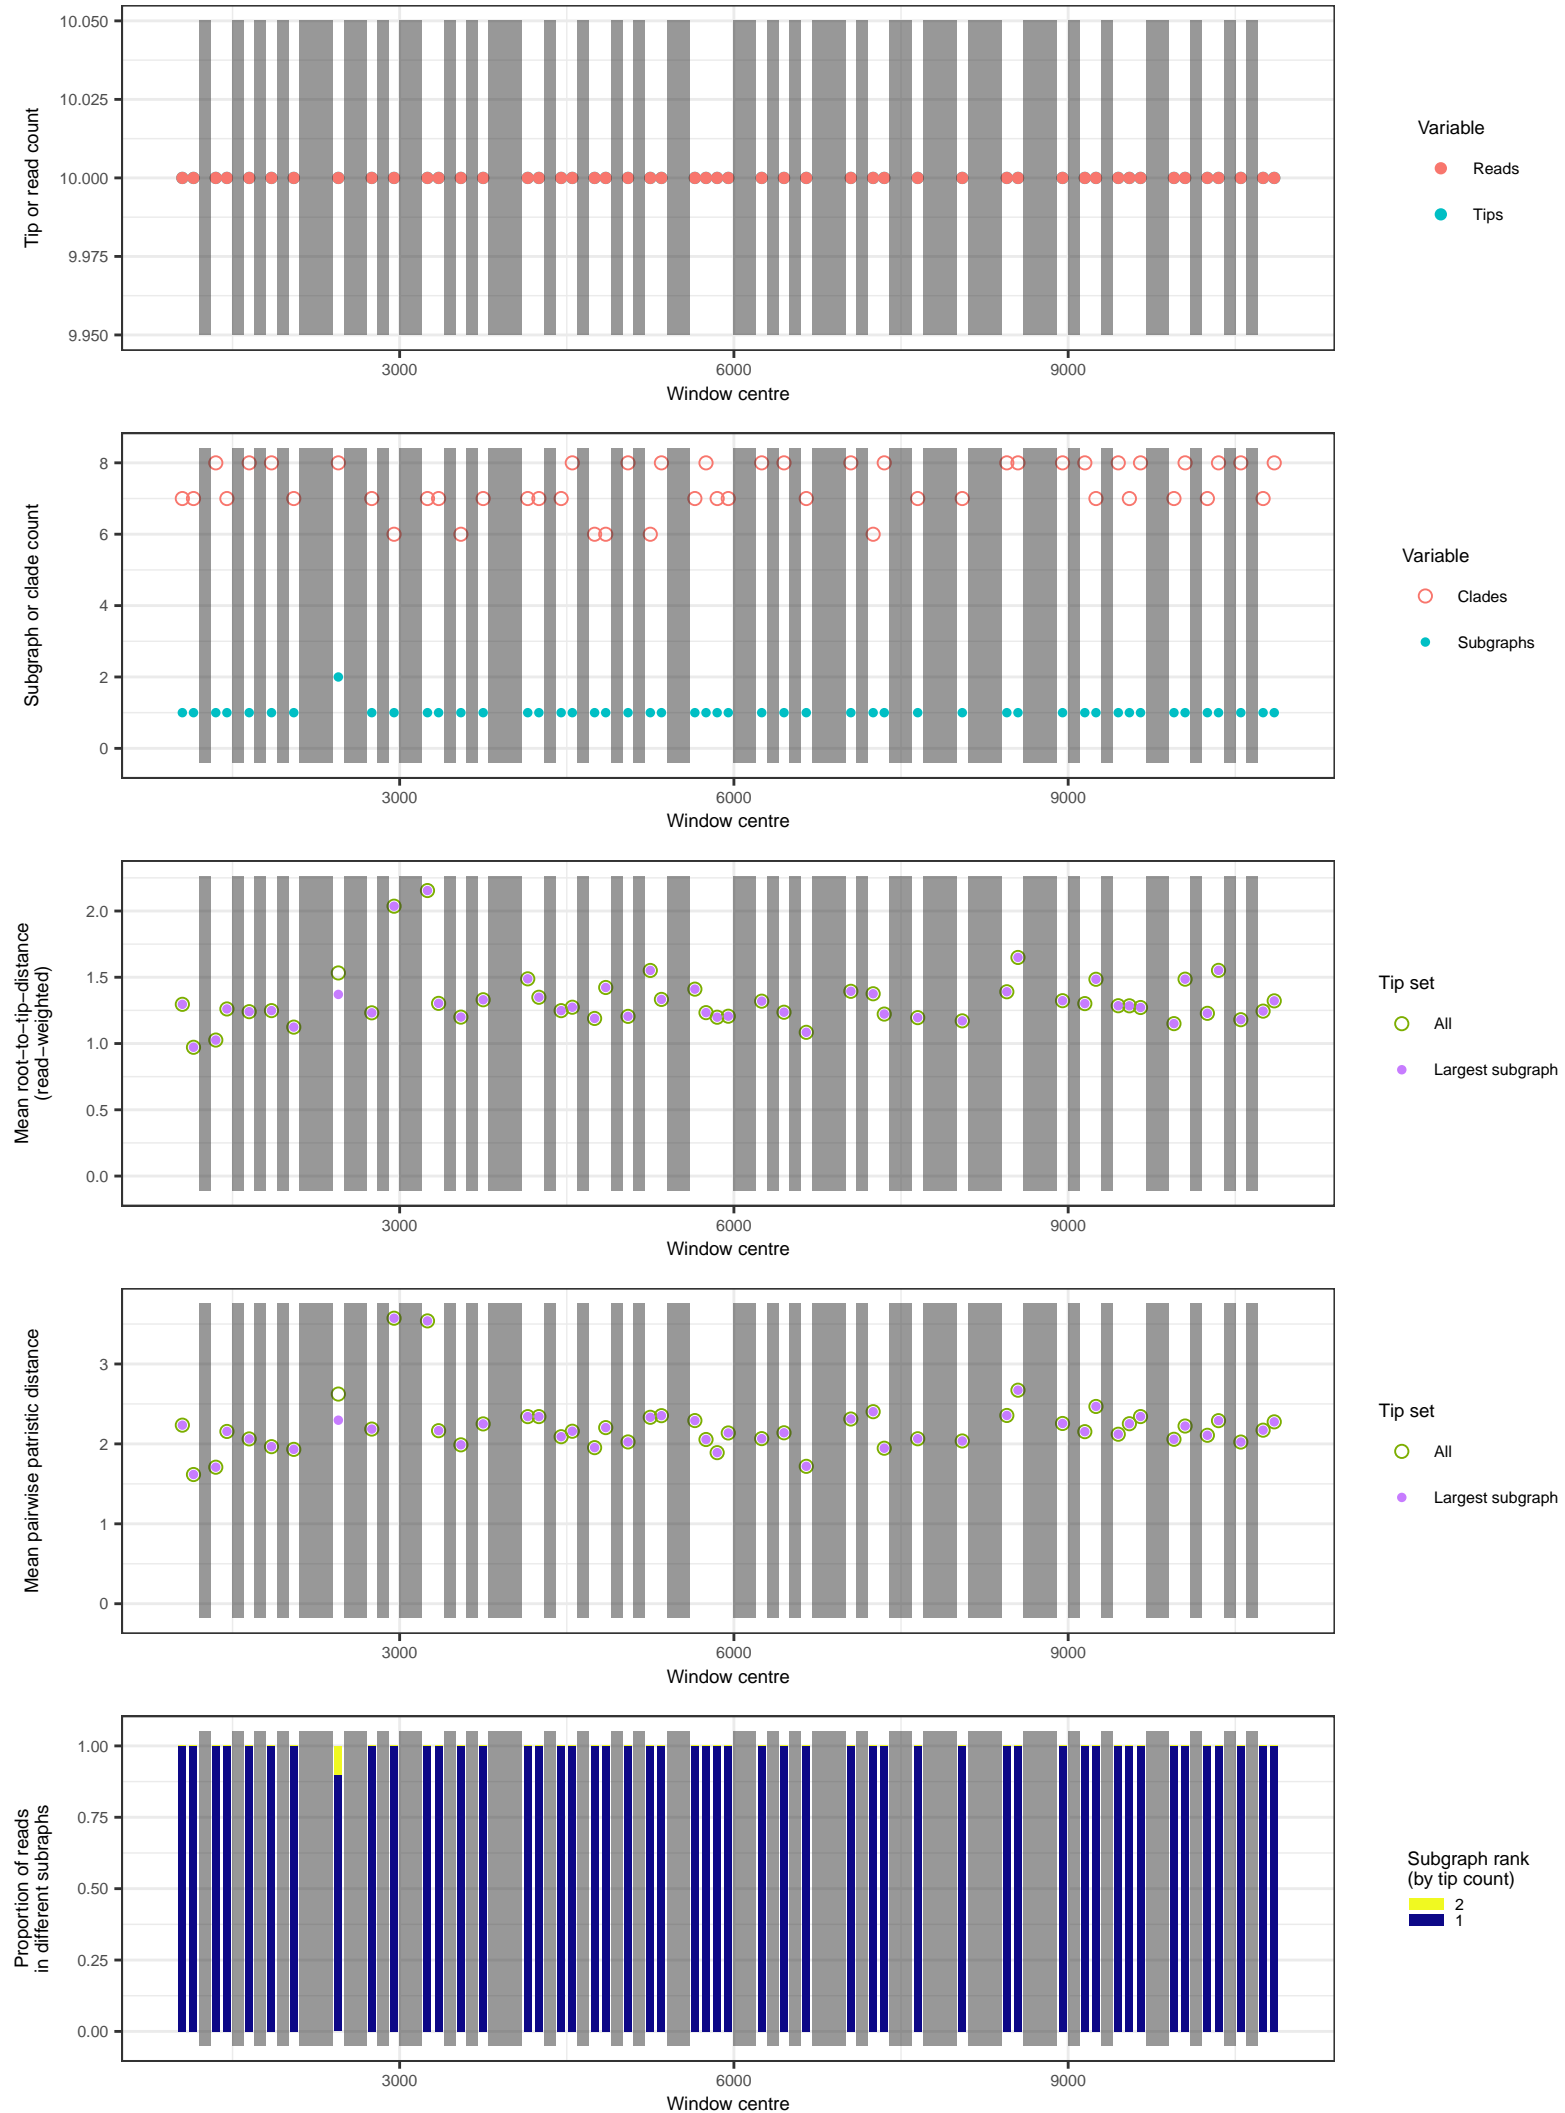 10.050
10.025
10.000
9.975
9.950
Tip or read count
3000
6000
9000
Window centre
Variable
Reads
Tips
8
6
4
2
0
Subgraph or clade count
3000
6000
9000
Window centre
Variable
Clades
Subgraphs
2.0
1.5
1.0
0.5
0.0
Mean root−to−tip−distance
(read−weighted)
3000
6000
9000
Window centre
Tip set
All
Largest subgraph
3
2
1
0
Mean pairwise patristic distance
3000
6000
9000
Window centre
Tip set
All
Largest subgraph
1.00
0.75
0.50
0.25
0.00
Proportion of reads
in different subraphs
3000
6000
9000
Window centre
Subgraph rank
(by tip count)
2
1